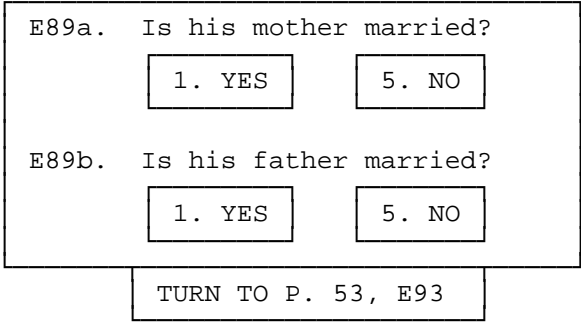 E89a. Is his mother married?
1. YES 5. NO
E89b. Is his father married?
1. YES 5. NO
TURN TO P. 53, E93